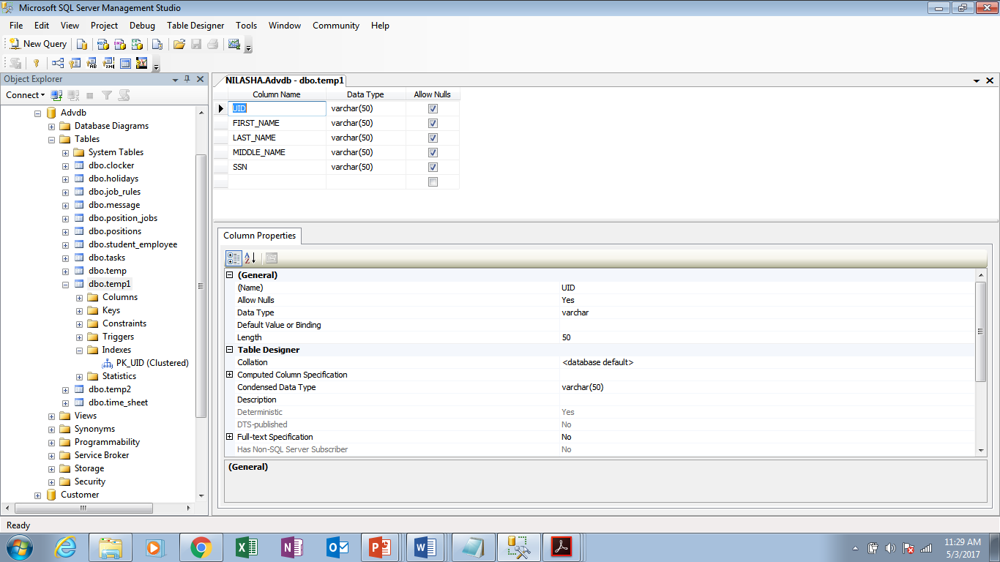 Microsoft SQL Server Management Studio
File Edit View Project Debug Table Designer Tools Window Community Help
New Query
Object Explorer
Connect
Advdb
Database Diagrams
Tables
System Tables
dbo.clocker
dbo.holidays
dbo.job_rules
dbo.message
dbo.position_jobs
dbo.positions
dbo.student_employee
dbo.tasks
dbo.temp
dbo.temp1
Columns
Keys
Constraints
Triggers
Indexes
PK_UID (Clustered)
Statistics
dbo.temp2
dbo.time_sheet
Views
Synonyms
Programmability
Service Broker
Storage
Security
Customer
NILASHA.Advdb - dbo.temp1
Column Name Data Type Allow Nulls
UID varchar(50)
FIRST_NAME varchar(50)
LAST_NAME varchar(50)
MIDDLE_NAME varchar(50)
SSN varchar(50)
Column Properties
(General)
(Name) UID
Allow Nulls Yes
Data Type varchar
Default Value or Binding
Length 50
Table Designer
Collation <database default>
Computed Column Specification
Condensed Data Type varchar(50)
Description
Deterministic Yes
DTS-published No
Full-text Specification No
Has Non-SQL Server Subscriber No
(General)
Ready
11:29 AM
5/3/2017